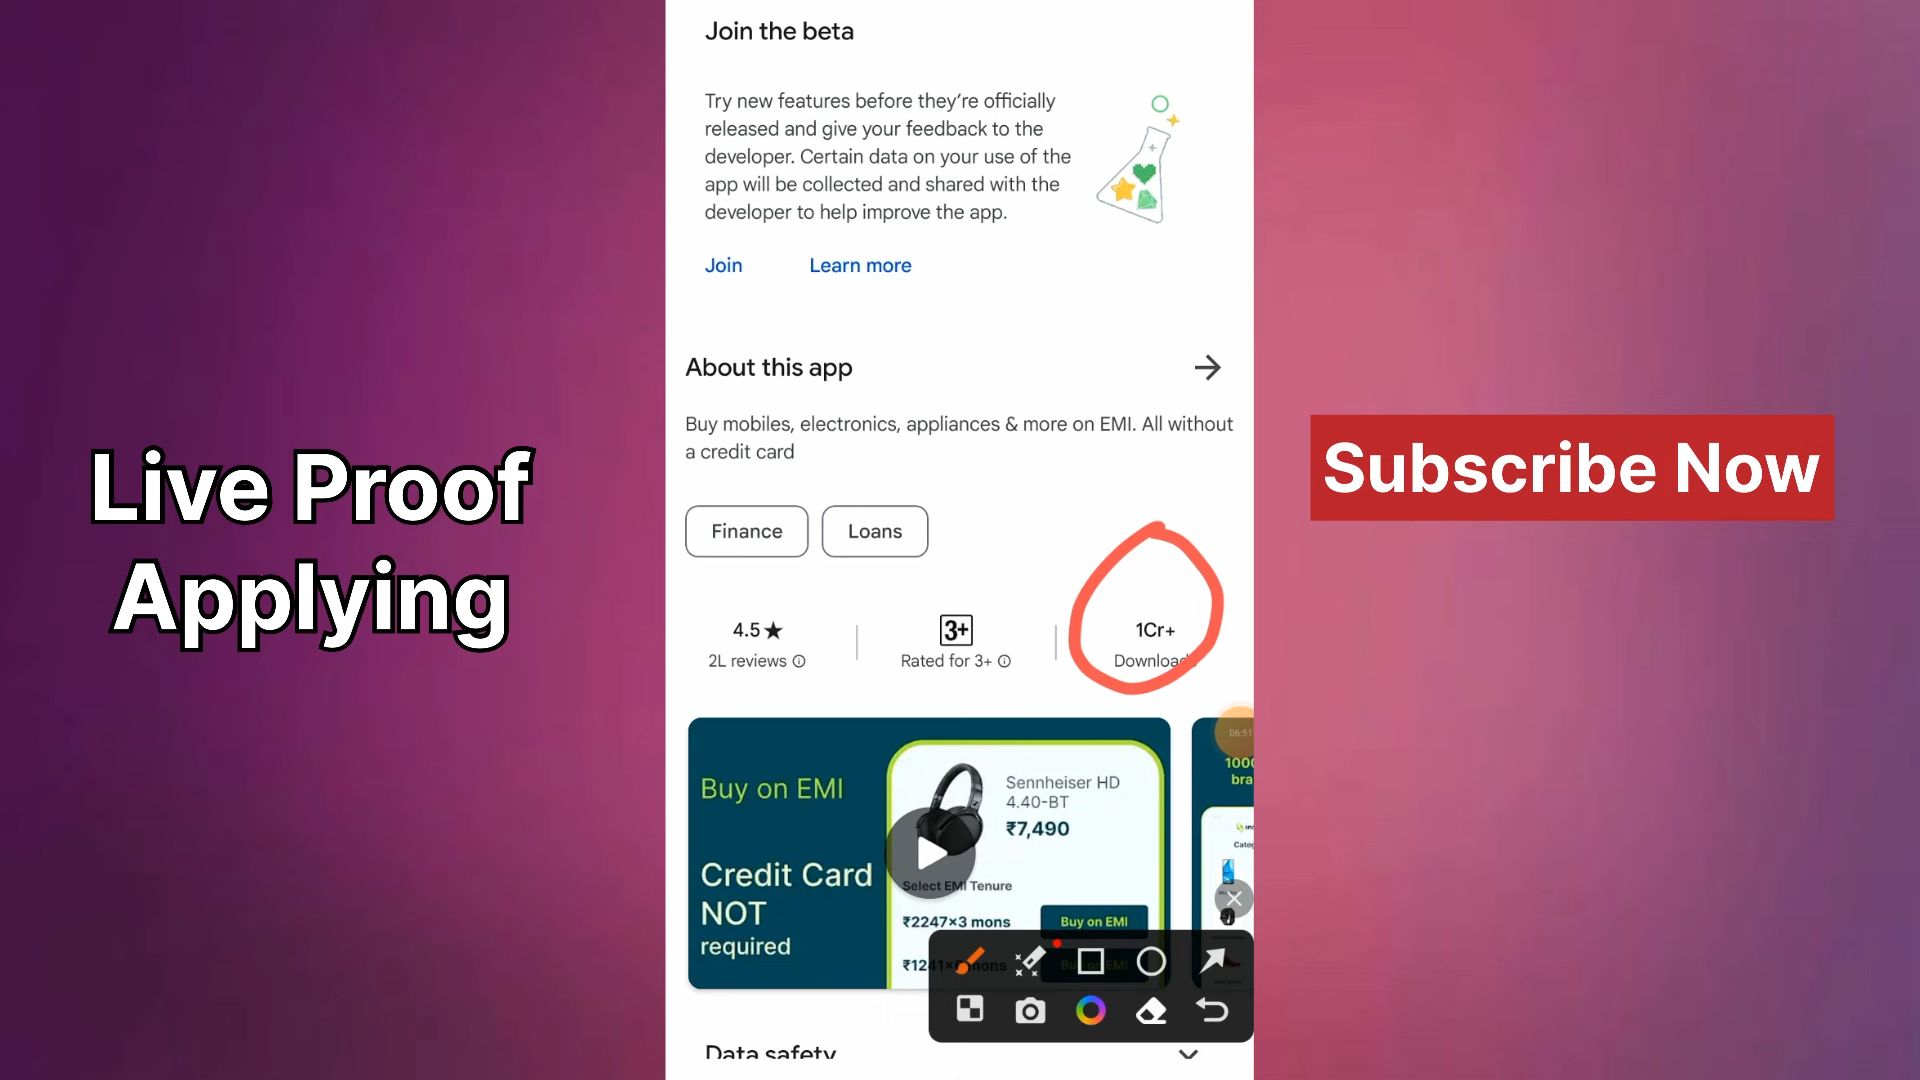 Join the beta
Try new features before they're officially
released and give your feedback to the
developer. Certain data on your use of the
app will be collected and shared with the
developer to help improve the app.
Join Learn more
About this app
Buy mobiles, electronics, appliances & more on EMI. All without
a credit card
Finance Loans
4.5★ 3+ 1Cr+
2L reviews Rated for 3+
Live Proof
Applying
Subscribe Now
Buy on EMI
Credit Card
NOT
required
Sennheiser HD
4.40-BT
₹7,490
Select EMI Tenure
₹2247×3 mons Buy on EMI
06:51
Data safety